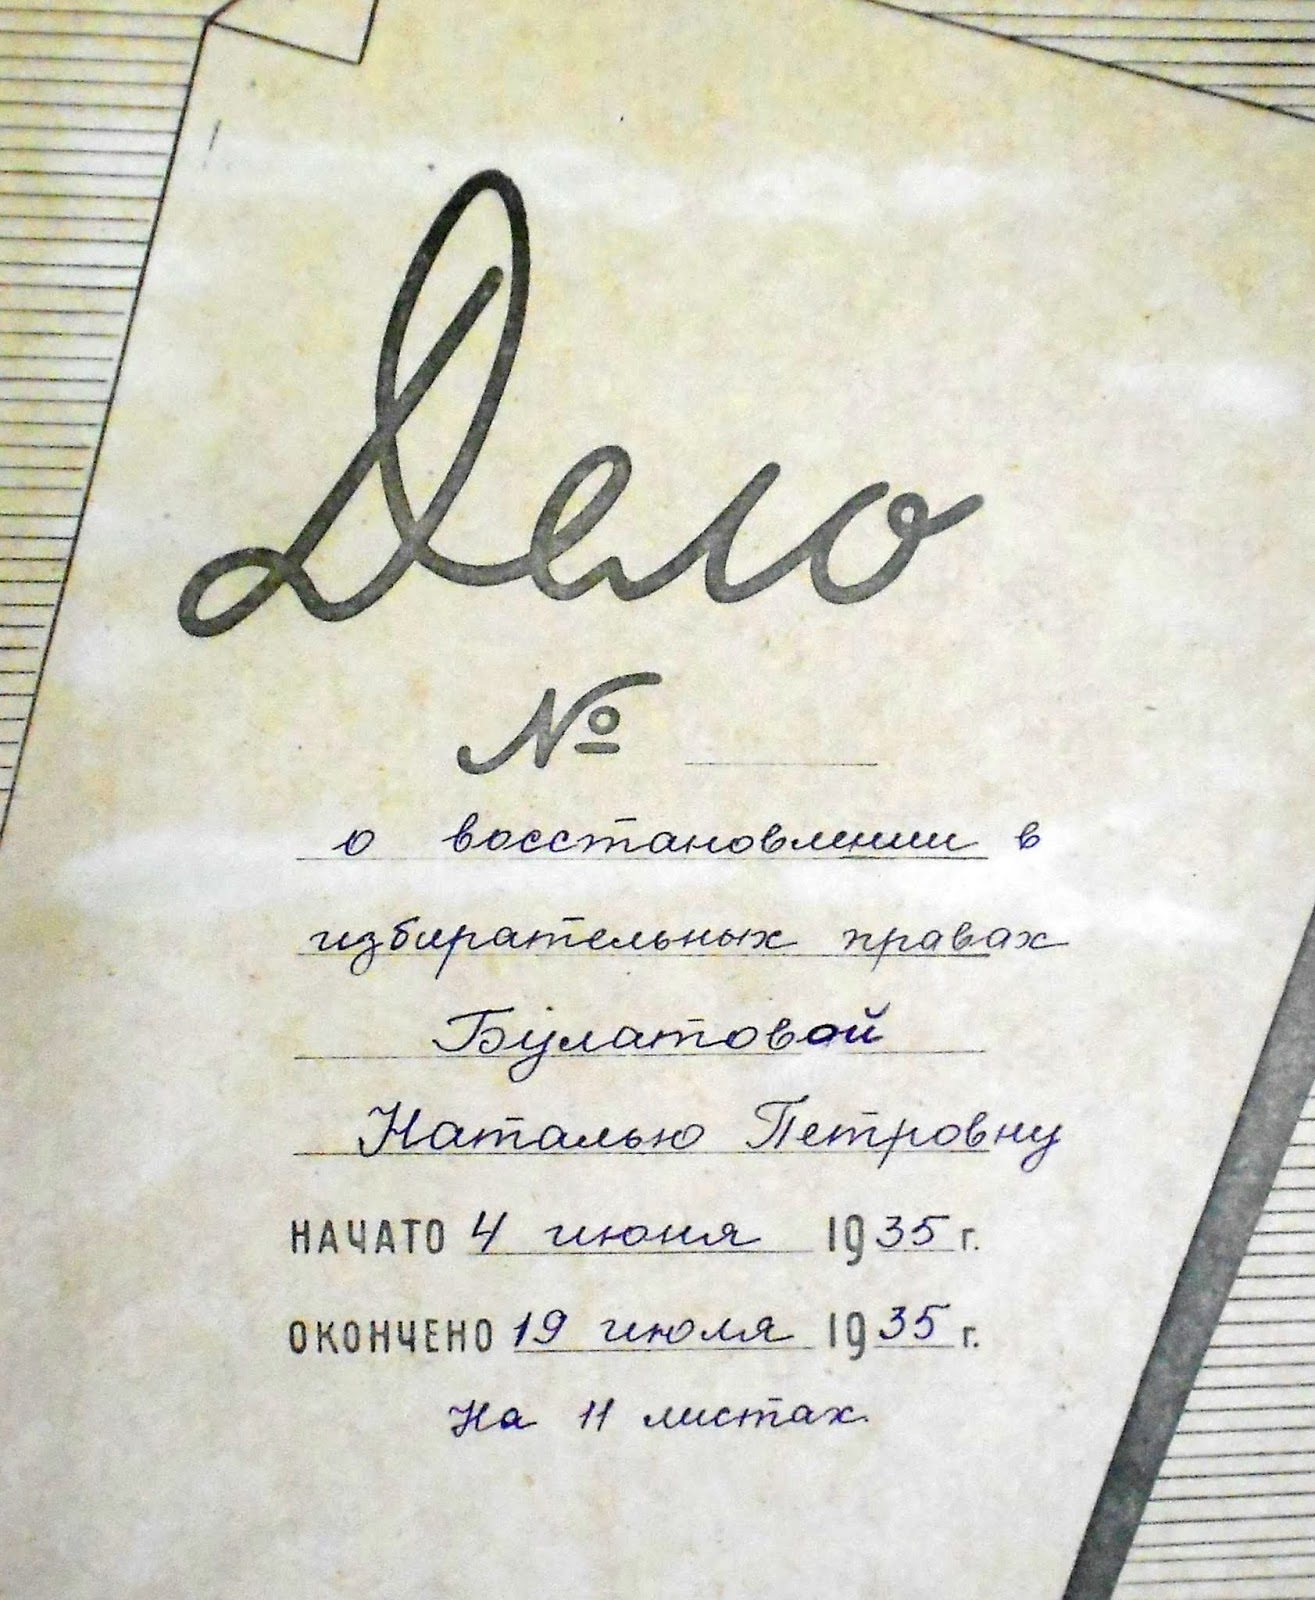 Дело
№
о восстановлении в
избирательных правах
Булатовой
Наталью Петровну
НАЧАТО 4 июня 1935 г.
ОКОНЧЕНО 19 июля 1935 г.
На 11 листах.